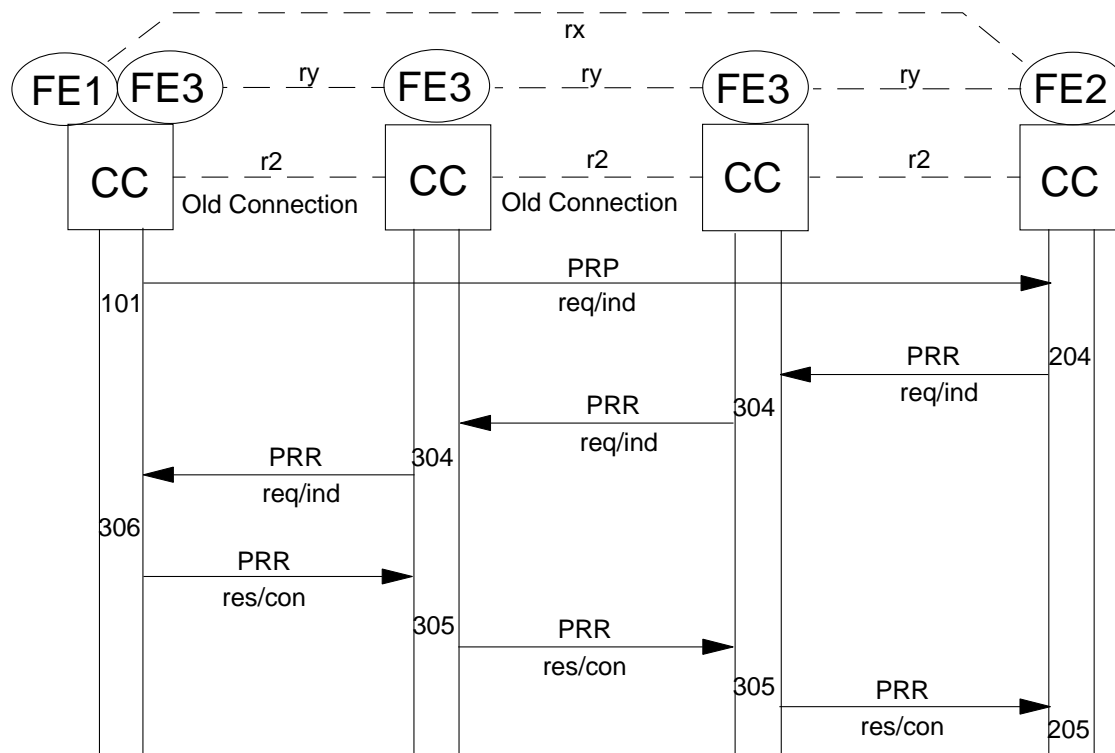 rx
FE1 FE3 ry FE3 ry FE3 ry FE2
CC r2 CC r2 CC r2 CC
Old Connection Old Connection
PRP
101 req/ind
PRR 204
req/ind
PRR 304
req/ind
PRR 304
req/ind
306
PRR
res/con
305 PRR
res/con
305 PRR
res/con 205